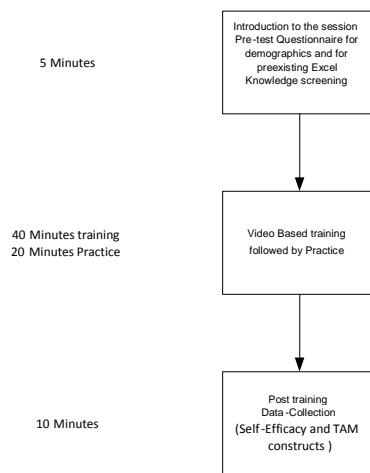 Introduction to the session
Pre-test Questionnaire for
demographics and for
preexisting Excel
Knowledge screening
5 Minutes
40 Minutes training
20 Minutes Practice
Video Based training
followed by Practice
Post training
Data-Collection
(Self-Efficacy and TAM
constructs )
10 Minutes